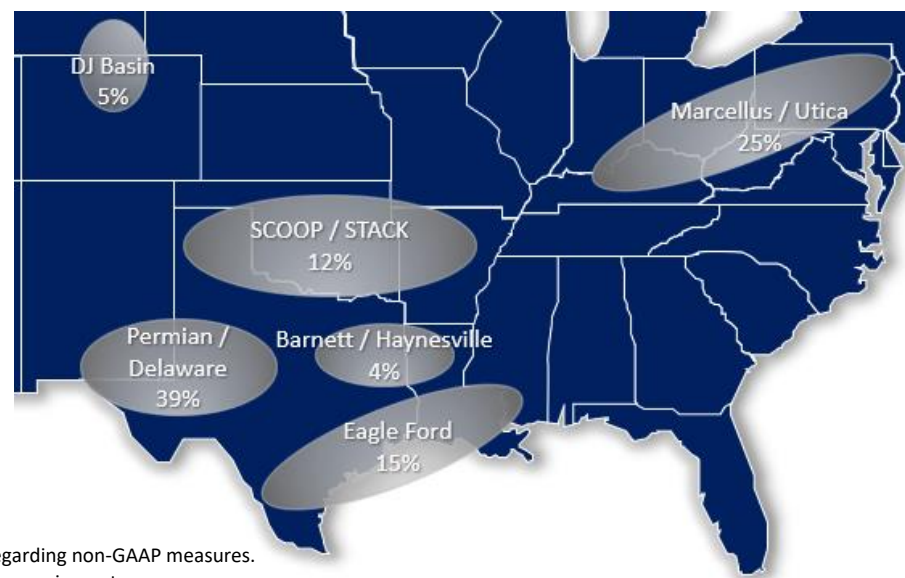 DJ Basin
5%
Marcellus / Utica
25%
SCOOP / STACK
12%
Permian /
Delaware
39%
Barnett / Haynesville
4%
Eagle Ford
15%
egarding non-GAAP measures.